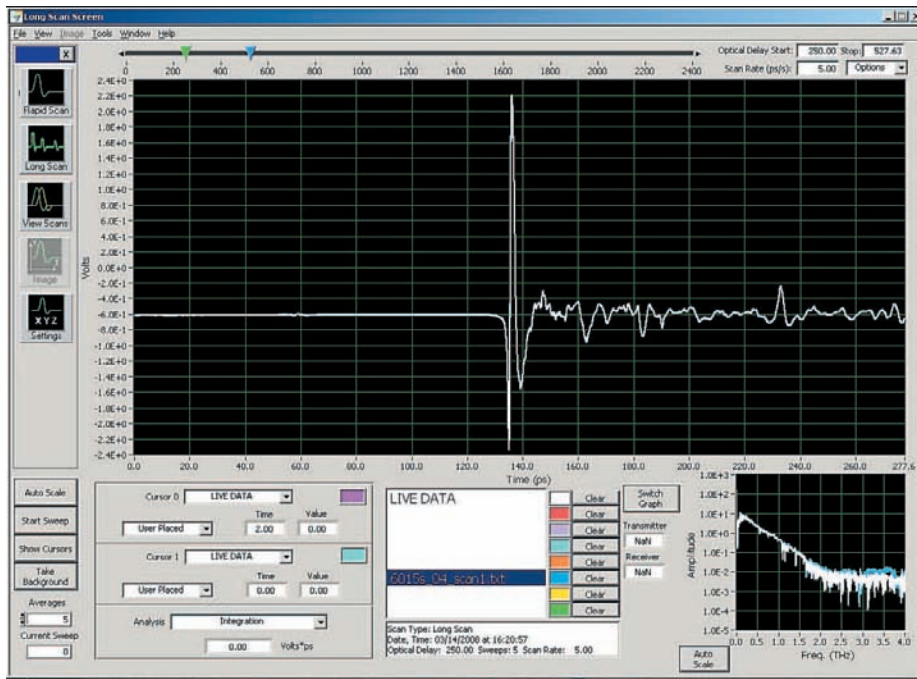 Long Scan Screen
File View Image Tools Window Help
X
Rapid Scan
Long Scan
View Scans
Image
XYZ
Settings
Optical Delay Start: 250.00 Stop: 527.63
Scan Rate (ps/s): 5.00 Options
0 200 400 600 800 1000 1200 1400 1600 1800 2000 2200 2400
2.4E+0
2.2E+0
2.0E+0
1.8E+0
1.6E+0
1.4E+0
1.2E+0
1.0E+0
8.0E-1
6.0E-1
4.0E-1
2.0E-1
0.0E+0
-2.0E-1
-4.0E-1
-6.0E-1
-8.0E-1
-1.0E+0
-1.2E+0
-1.4E+0
-1.6E+0
-1.8E+0
-2.0E+0
-2.2E+0
-2.4E+0
Volts
0.0 20.0 40.0 60.0 80.0 100.0 120.0 140.0 160.0 180.0 200.0 220.0 240.0 260.0 277.6
Time (ps)
Auto Scale
Start Sweep
Show Cursors
Take Background
Averages
5
Current Sweep
0
Cursor 0 LIVE DATA
Time Value
User Placed 2.00 0.00
Cursor 1 LIVE DATA
Time Value
User Placed 0.00 0.00
Analysis Integration
0.00 Volts*ps
LIVE DATA
6015s_04_scan1.txt
Clear
Clear
Clear
Clear
Clear
Clear
Clear
Clear
Scan Type: Long Scan
Date, Time: 03/14/2008 at 16:20:57
Optical Delay: 250.00 Sweeps: 5 Scan Rate: 5.00
Switch Graph
Transmitter
NaN
Receiver
NaN
Auto Scale
Amplitude
1.0E+3
1.0E+2
1.0E+1
1.0E+0
1.0E-1
1.0E-2
1.0E-3
1.0E-4
1.0E-5
0.0 0.5 1.0 1.5 2.0 2.5 3.0 3.5 4.0
Freq. (THz)